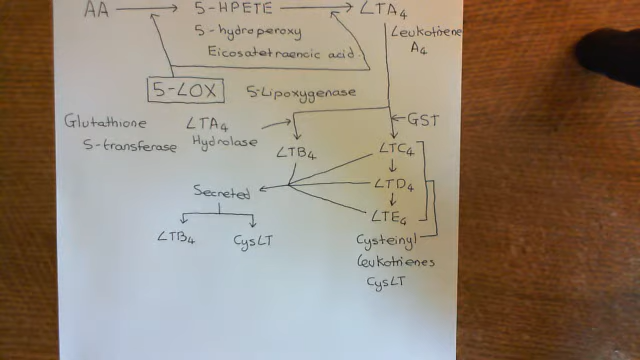 AA → 5-HPETE → LTA4
5-hydroperoxy
Eicosatetraencic acid.
Leukotriene
A4
5-LOX
5-Lipoxygenase
Glutathione
S-transferase
LTA4
Hydrolase
GST
LTB4
LTC4
LTD4
LTE4
Secreted
LTB4
CysLT
Cysteinyl
Leukotrienes
CysLT